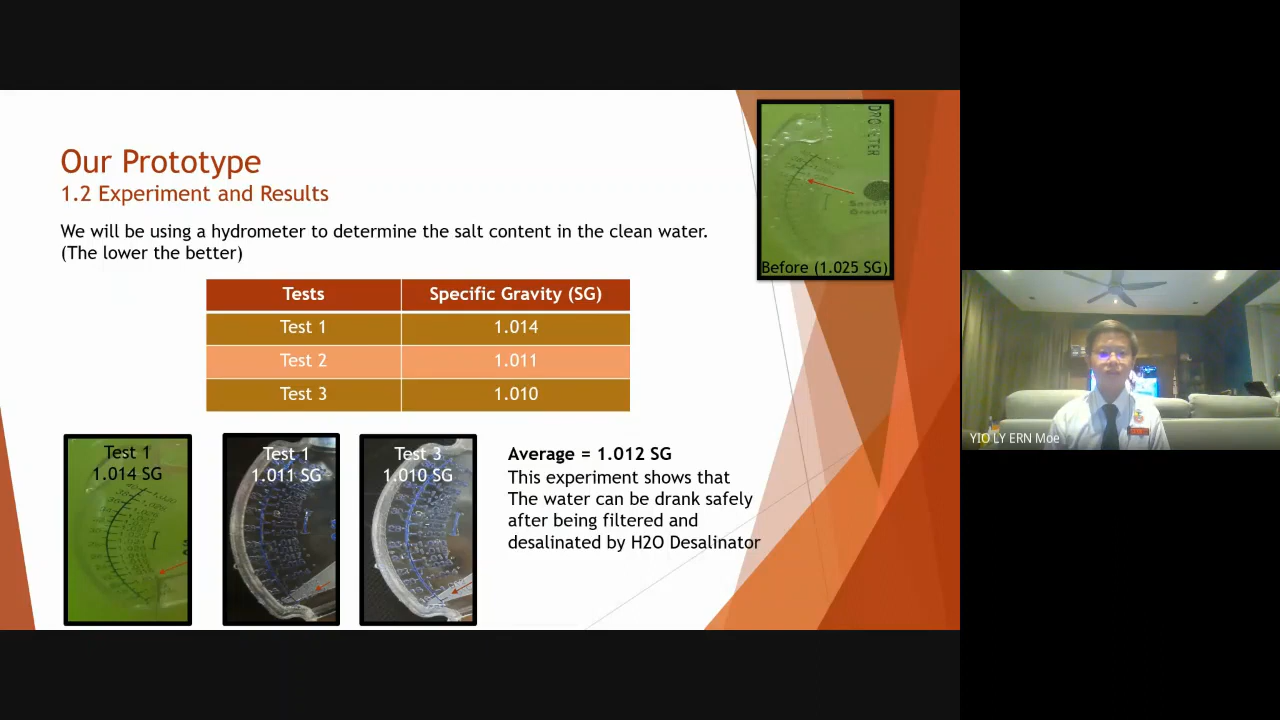 Our Prototype
1.2 Experiment and Results
We will be using a hydrometer to determine the salt content in the clean water.
(The lower the better)
Tests Specific Gravity (SG)
Test 1 1.014
Test 2 1.011
Test 3 1.010
Before (1.025 SG)
Test 1
1.014 SG
Test 1
1.011 SG
Test 3
1.010 SG
Average = 1.012 SG
This experiment shows that
The water can be drank safely
after being filtered and
desalinated by H2O Desalinator
YIO LY ERN Moe